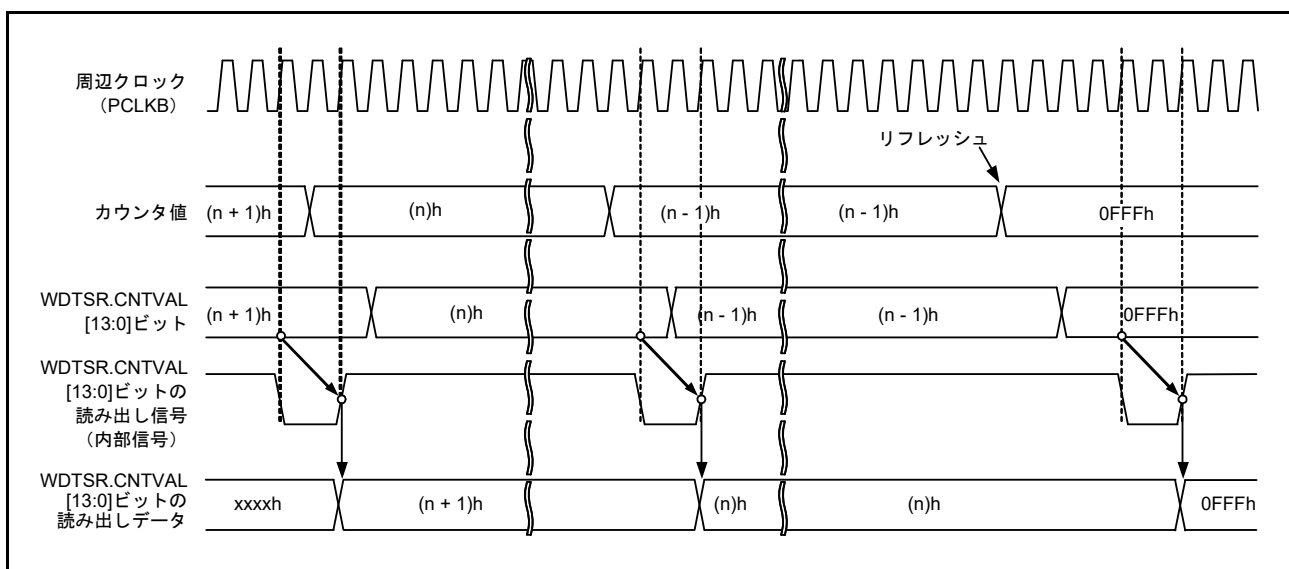 周辺クロック
（PCLKB）
リフレッシュ
カウンタ値
(n + 1)h
(n)h
(n - 1)h
(n - 1)h
0FFFh
WDTSR.CNTVAL
[13:0]ビット
(n + 1)h
(n)h
(n - 1)h
(n - 1)h
0FFFh
WDTSR.CNTVAL
[13:0]ビットの
読み出し信号
（内部信号）
WDTSR.CNTVAL
[13:0]ビットの
読み出しデータ
xxxxh
(n + 1)h
(n)h
(n)h
0FFFh